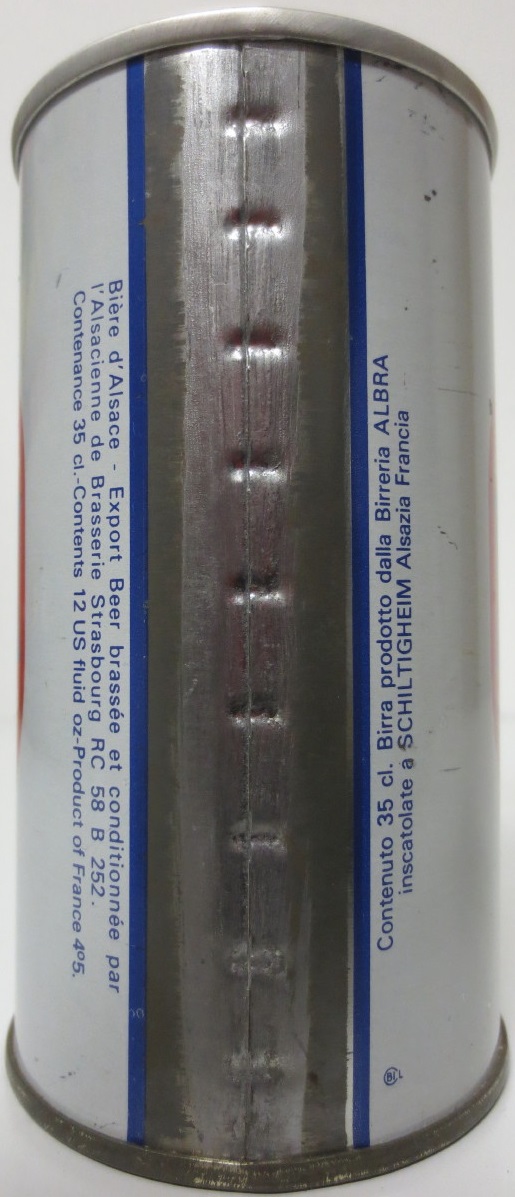 Bière d'Alsace - Export Beer brassée et conditionnée par
l'Alsacienne de Brasserie Strasbourg RC 58 B 252.
Contenance 35 cl.-Contents 12 US fluid oz-Product of France 4º5.
Contenuto 35 cl. Birra prodotto dalla Birreria ALBRA
inscatolate a SCHILTIGHEIM Alsazia Francia